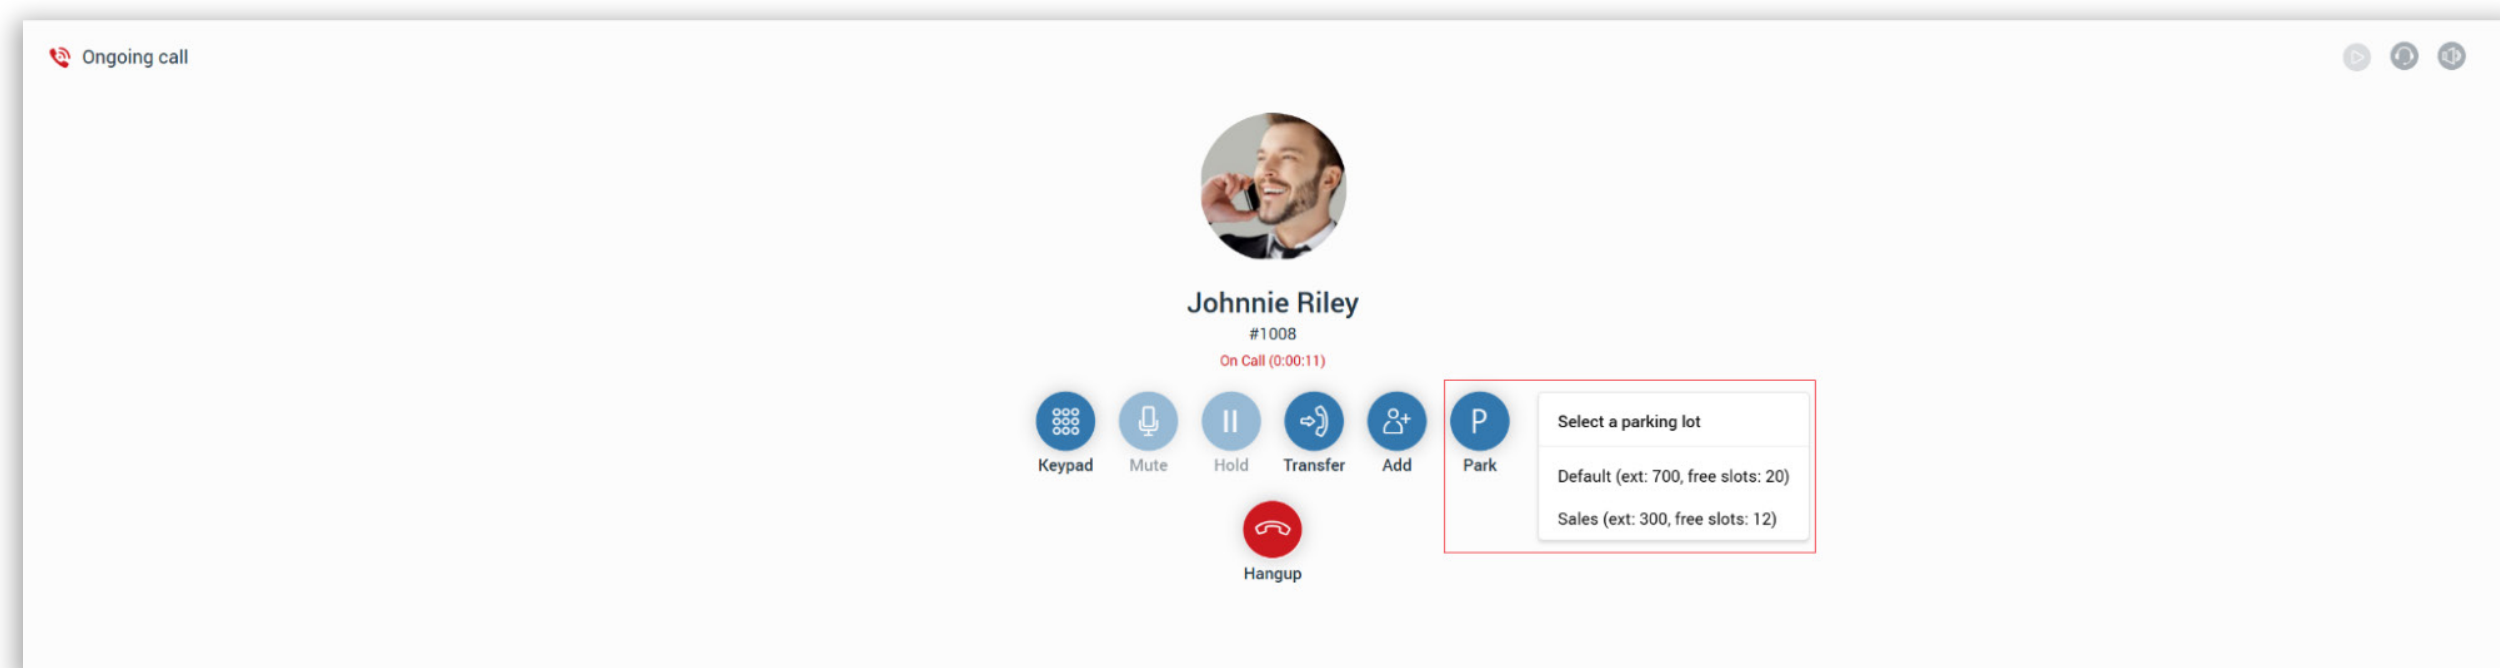 Ongoing call
Johnnie Riley
#1008
On Call (0:00:11)
Keypad
Mute
Hold
Transfer
Add
P
Park
Select a parking lot
Default (ext: 700, free slots: 20)
Sales (ext: 300, free slots: 12)
Hangup